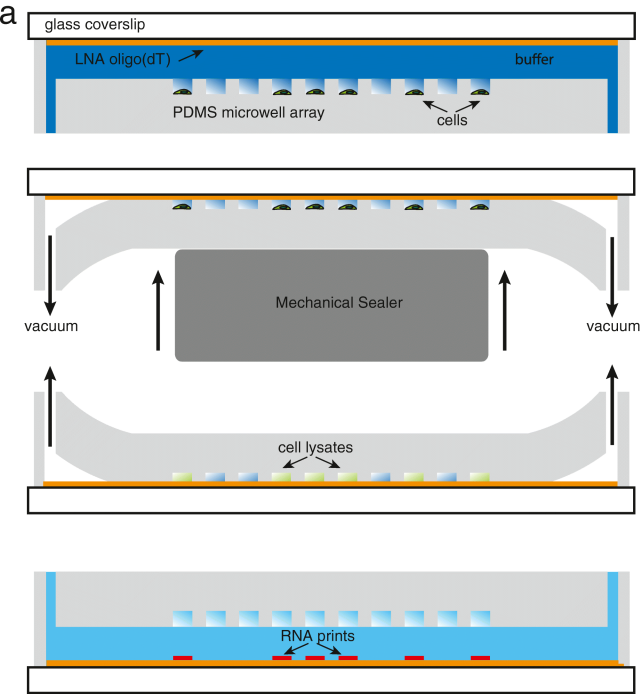 a
glass coverslip
LNA oligo(dT)
buffer
PDMS microwell array
cells
Mechanical Sealer
vacuum
vacuum
cell lysates
RNA prints